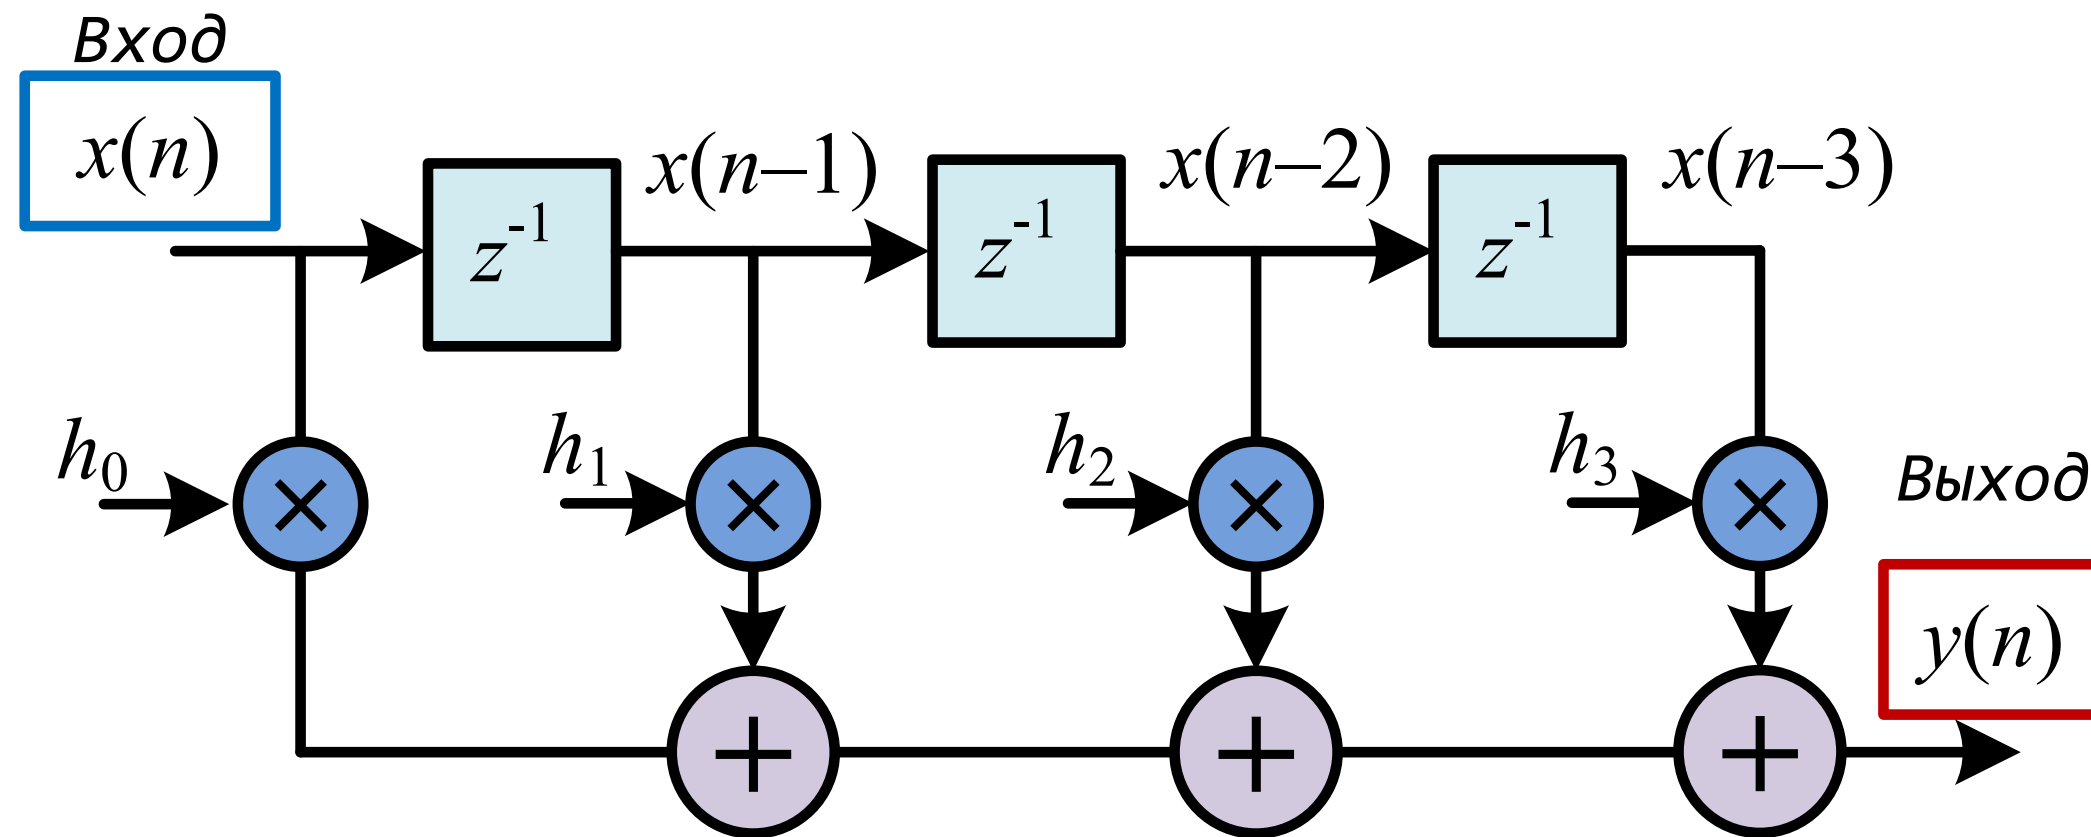 Вход
x(n)
z⁻¹
x(n–1)
z⁻¹
x(n–2)
z⁻¹
x(n–3)
h₀
×
h₁
×
h₂
×
h₃
×
Выход
y(n)
+
+
+